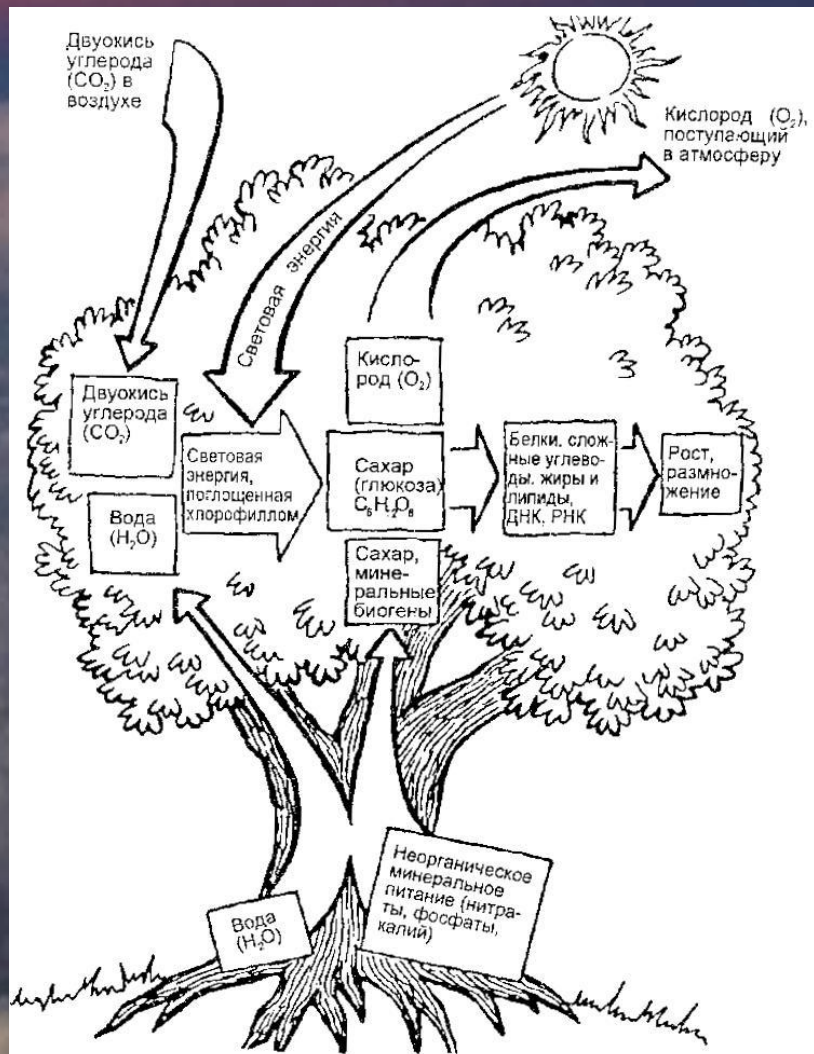 Двуокись
углерода
(CO₂) в
воздухе
Кислород (O₂),
поступающий
в атмосферу
Световая энергия
Двуокись
углерода
(CO₂)
Вода
(H₂O)
Световая
энергия,
поглощенная
хлорофиллом
Кисло-
род (O₂)
Сахар
(глюкоза)
C₆H₁₂O₆
Сахар,
мине-
ральные
биогены
Белки, слож-
ные углево-
ды, жиры и
липиды,
ДНК, РНК
Рост,
размно-
жение
Вода
(H₂O)
Неорганическое
минеральное
питание (нитра-
ты, фосфаты,
калий)